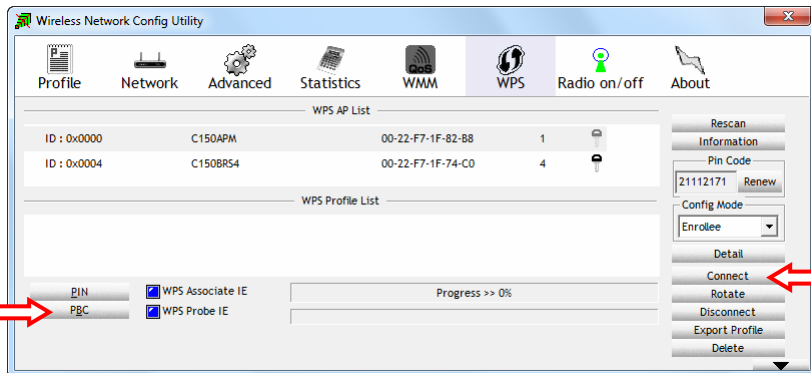 Wireless Network Config Utility
Profile Network Advanced Statistics WMM WPS Radio on/off About
WPS AP List
ID : 0x0000 C150APM 00-22-F7-1F-82-B8 1
ID : 0x0004 C150BRS4 00-22-F7-1F-74-C0 4
WPS Profile List
Rescan
Information
Pin Code
21112171 Renew
Config Mode
Enrollee
Detail
Connect
Rotate
Disconnect
Export Profile
Delete
PIN WPS Associate IE Progress >> 0%
PBC WPS Probe IE